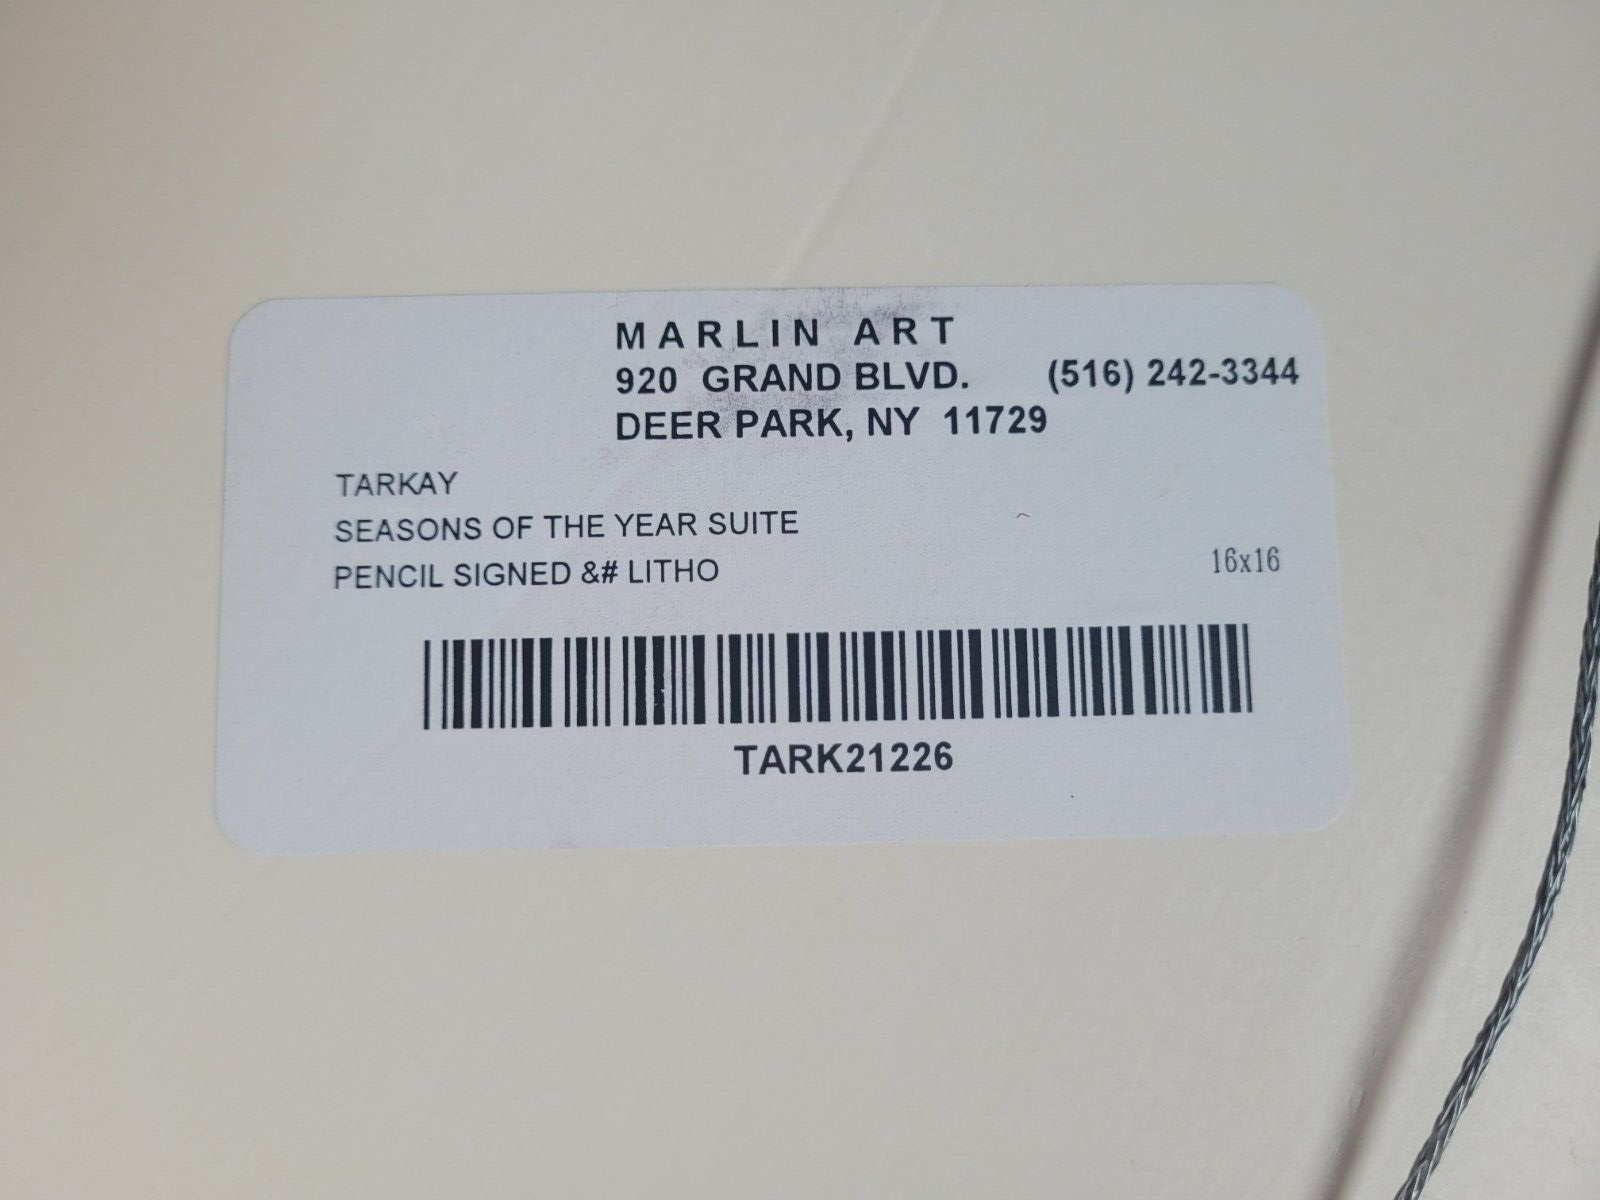 MARLIN ART
920 GRAND BLVD. (516) 242-3344
DEER PARK, NY 11729
TARKAY
SEASONS OF THE YEAR SUITE
PENCIL SIGNED &# LITHO 16x16
TARK21226